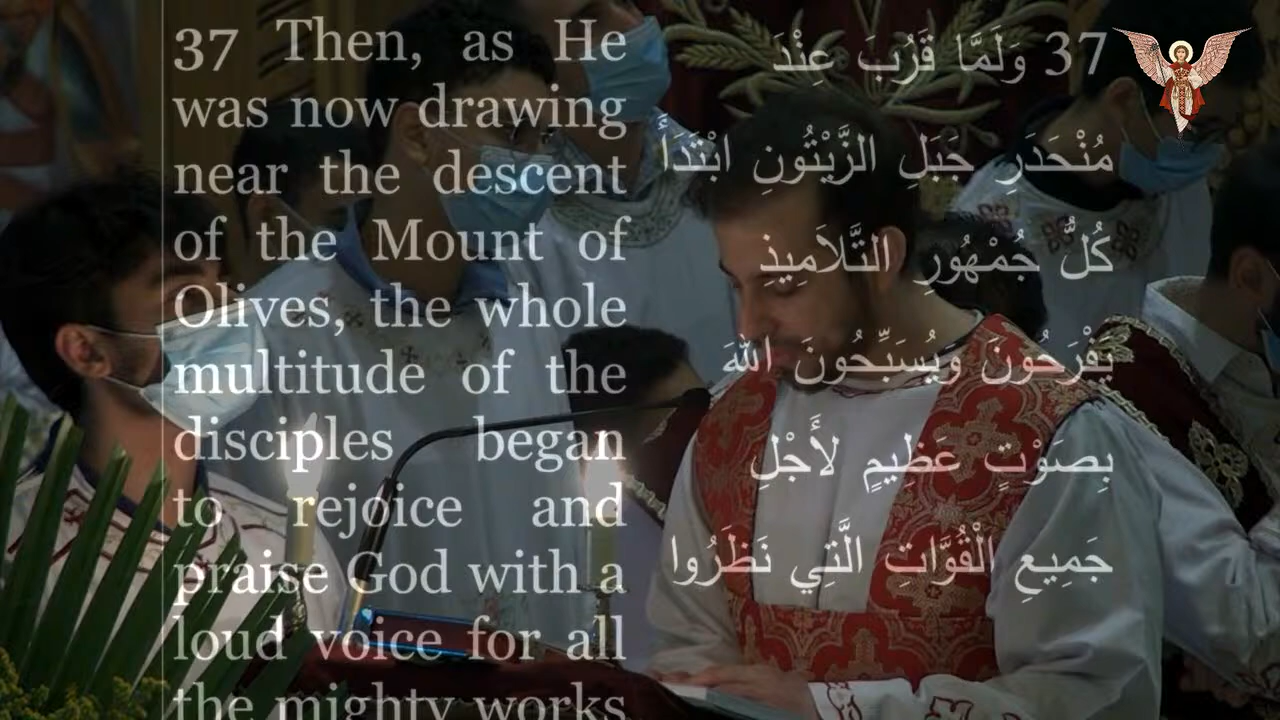 37 Then, as He
was now drawing
near the descent
of the Mount of
Olives, the whole
multitude of the
disciples began
to rejoice and
praise God with a
loud voice for all
the mighty works
37 وَلَمَّا قَرُبَ عِنْدَ
مُنْحَدَرِ جَبَلِ الزَّيْتُونِ ابْتَدَأَ
كُلُّ جُمْهُورِ التَّلاَمِيذِ
يَفْرَحُونَ وَيُسَبِّحُونَ اللهَ
بِصَوْتٍ عَظِيمٍ لأَجْلِ
جَمِيعِ الْقُوَّاتِ الَّتِي نَظَرُوا